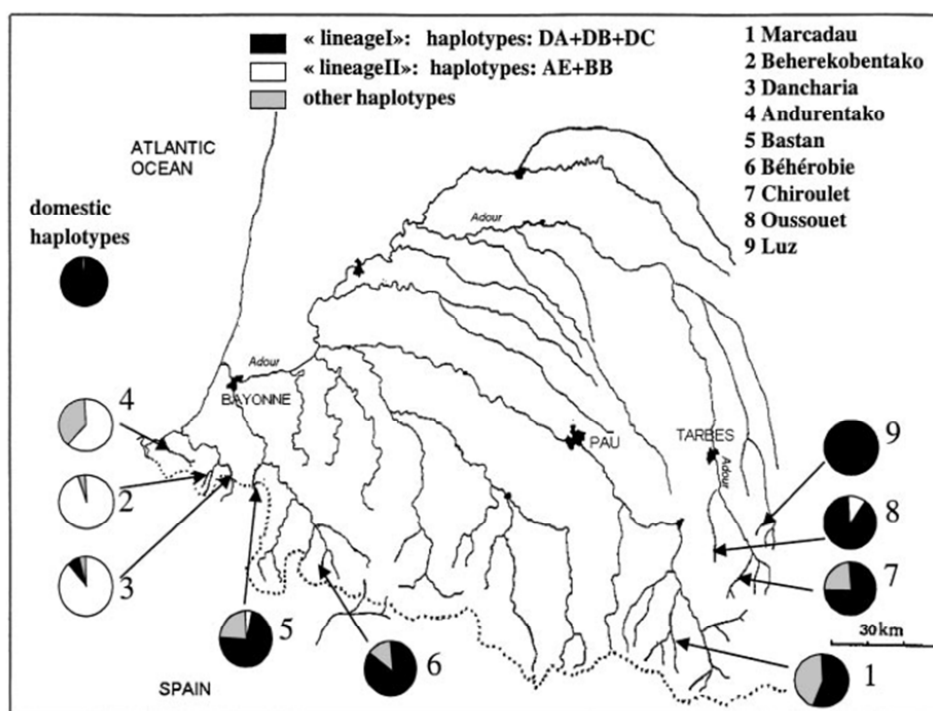 « lineageI»: haplotypes: DA+DB+DC
« lineageII»: haplotypes: AE+BB
other haplotypes
1 Marcadau
2 Beherekobentako
3 Dancharia
4 Andurentako
5 Bastan
6 Béhérobie
7 Chiroulet
8 Oussouet
9 Luz
ATLANTIC
OCEAN
domestic
haplotypes
Adour
Adour
BAYONNE
PAU
TARBES
Adour
4
2
3
5
6
9
8
7
1
30 km
SPAIN